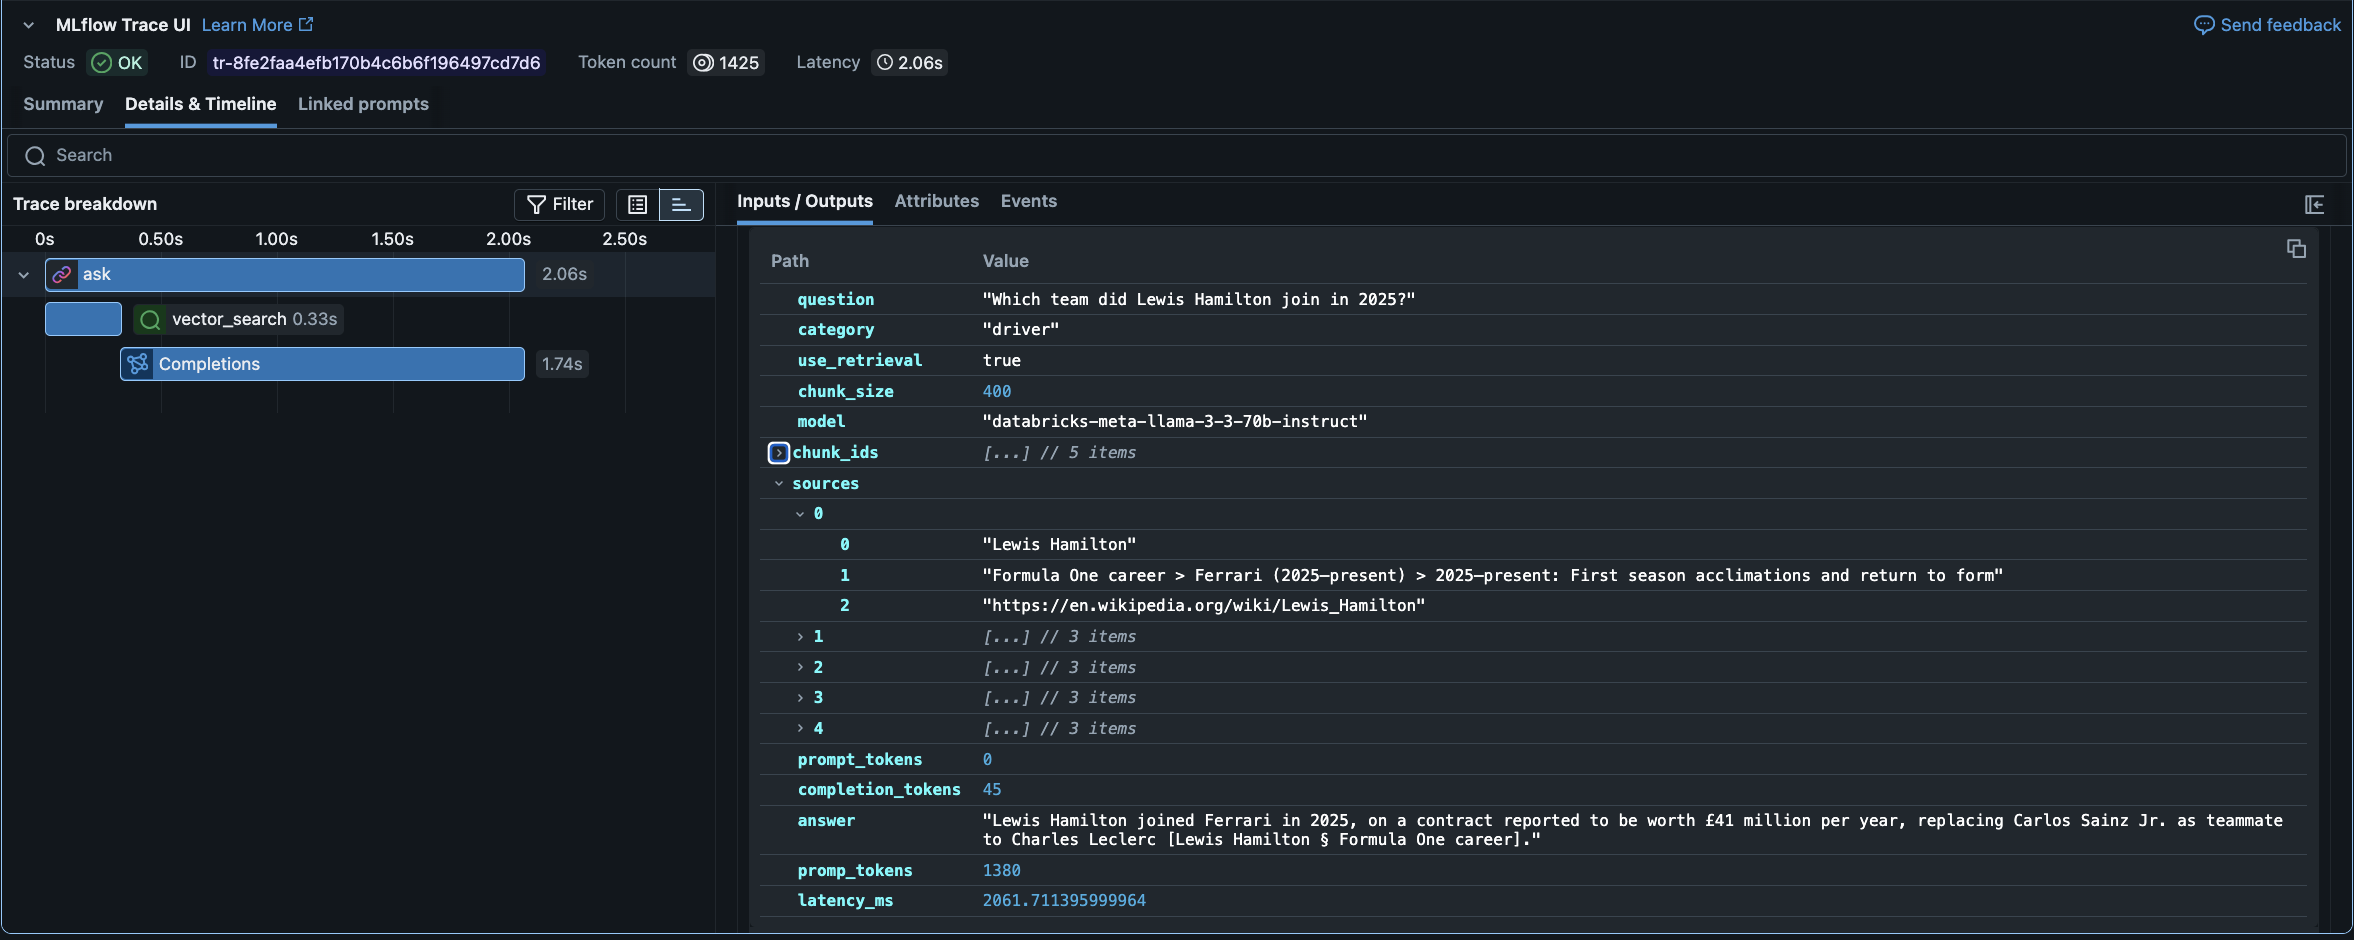 MLflow Trace UI Learn More
Send feedback
Status OK ID tr-8fe2faa4efb170b4c6b6f196497cd7d6 Token count 1425 Latency 2.06s
Summary Details & Timeline Linked prompts
Search
Trace breakdown Filter
0s 0.50s 1.00s 1.50s 2.00s 2.50s
ask 2.06s
vector_search 0.33s
Completions 1.74s
Inputs / Outputs Attributes Events
Path Value
question "Which team did Lewis Hamilton join in 2025?"
category "driver"
use_retrieval true
chunk_size 400
model "databricks-meta-llama-3-3-70b-instruct"
chunk_ids [...] // 5 items
sources
0
0 "Lewis Hamilton"
1 "Formula One career > Ferrari (2025–present) > 2025–present: First season acclimations and return to form"
2 "https://en.wikipedia.org/wiki/Lewis_Hamilton"
1 [...] // 3 items
2 [...] // 3 items
3 [...] // 3 items
4 [...] // 3 items
prompt_tokens 0
completion_tokens 45
answer "Lewis Hamilton joined Ferrari in 2025, on a contract reported to be worth £41 million per year, replacing Carlos Sainz Jr. as teammate
to Charles Leclerc [Lewis Hamilton § Formula One career]."
promp_tokens 1380
latency_ms 2061.711395999964